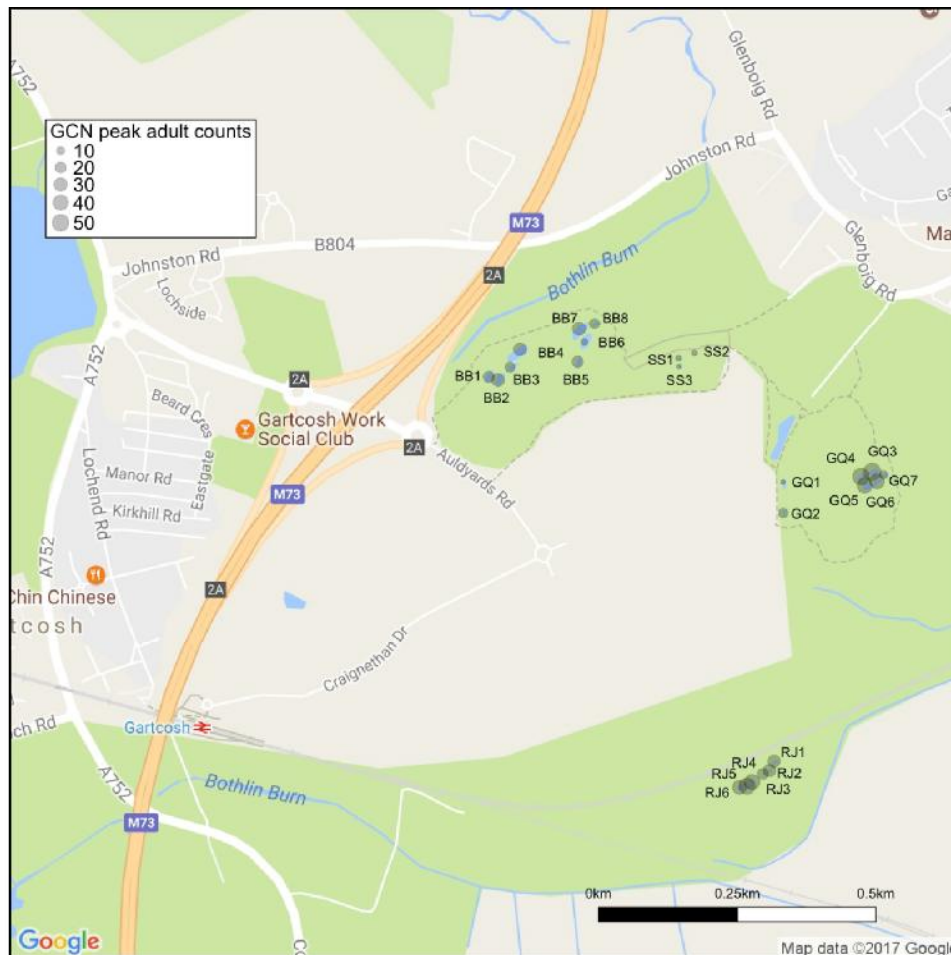 A752
GCN peak adult counts
10
20
30
40
50
Glenboig Rd
Johnston Rd
M73
B804
Johnston Rd
2A
Bothlin Burn
Glenboig Rd
Ma
Lochside
BB7
BB8
BB6
BB4
BB5
BB3
BB1
BB2
SS1
SS2
SS3
A752
2A
Beard Cres
Eastgate
Gartcosh Work
Social Club
2A
Auldyards Rd
Manor Rd
Lochend Rd
Kirkhill Rd
M73
GQ3
GQ4
GQ7
GQ1
GQ5
GQ6
GQ2
A752
2A
Chin Chinese
tcosh
Craignethan Dr
och Rd
Gartcosh
A752
Bothlin Burn
M73
RJ1
RJ4
RJ5
RJ2
RJ3
RJ6
0km
0.25km
0.5km
Google
Map data ©2017 Google